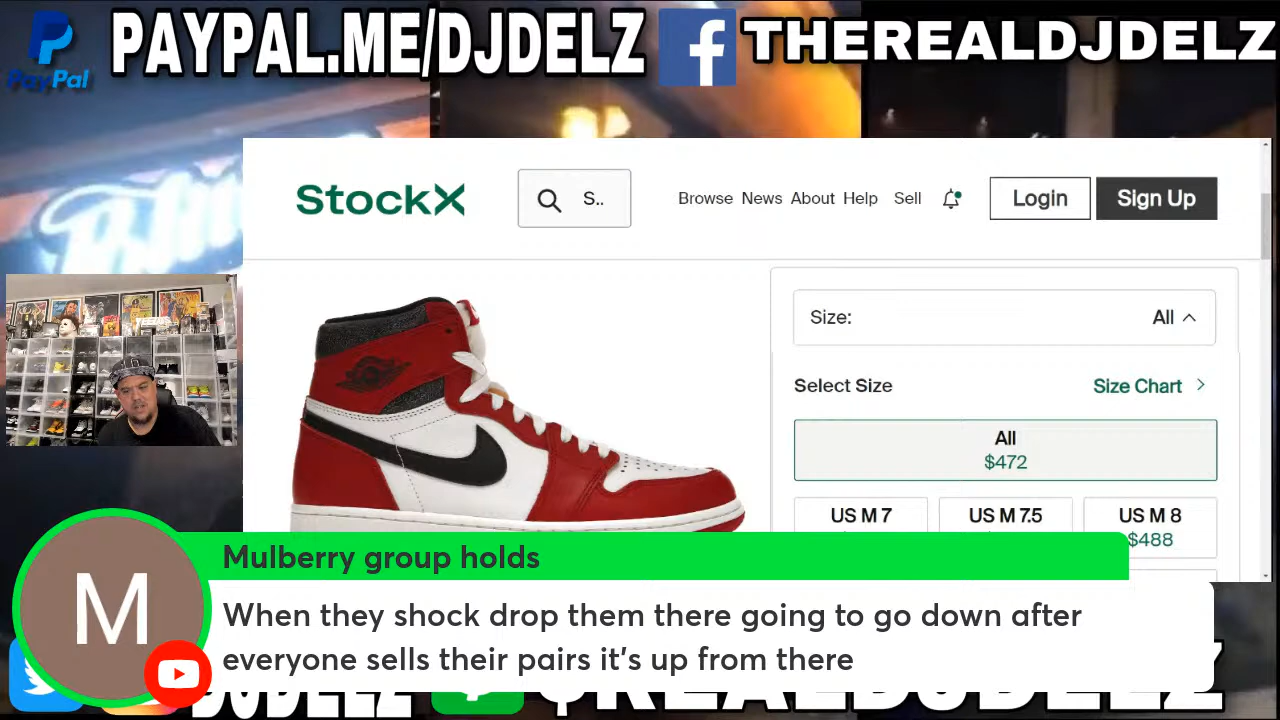 PAYPAL.ME/DJDELZ
THEREALDJDELZ
PayPal
StockX
S..
Browse News About Help Sell
Login
Sign Up
Size:
All
Select Size
Size Chart
All
$472
US M 7
US M 7.5
US M 8
$488
Mulberry group holds
M
When they shock drop them there going to go down after
everyone sells their pairs it's up from there
DJDELZ
$REALDJDELZ